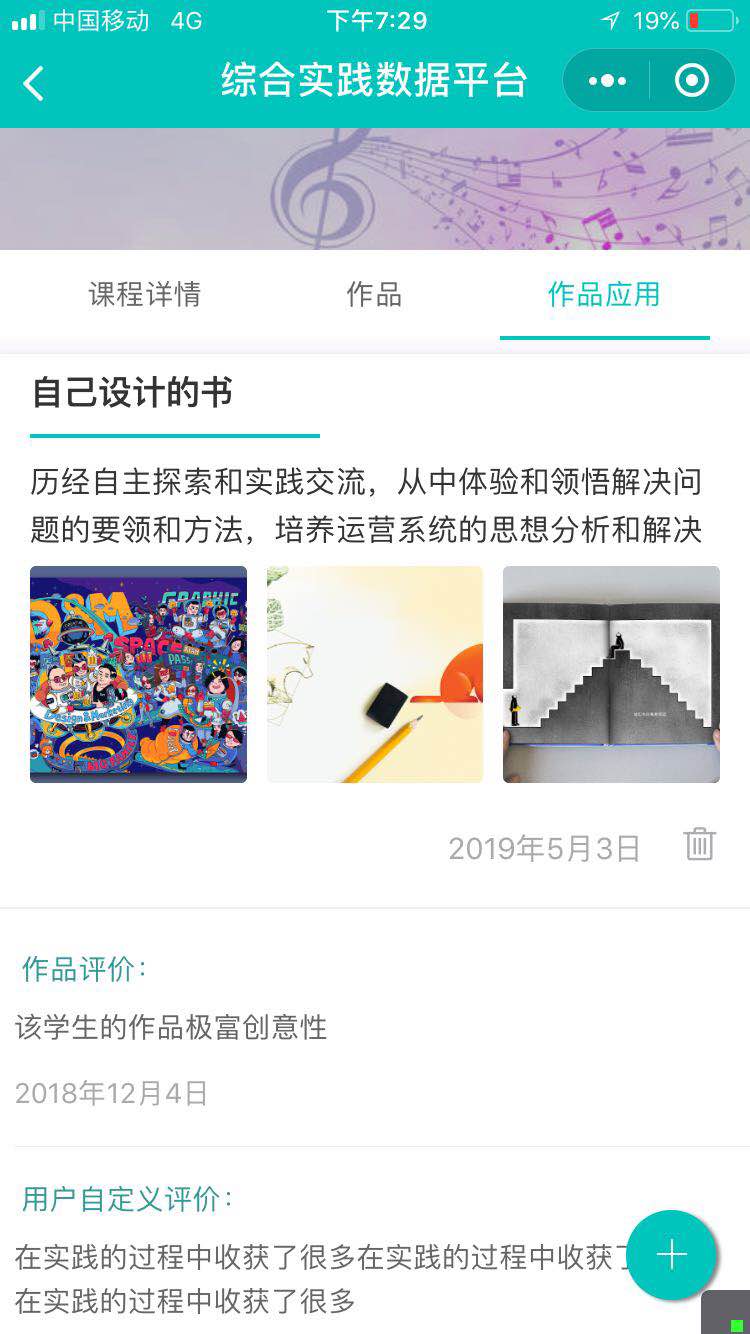 中国移动 4G 下午7:29 19%
综合实践数据平台
课程详情 作品 作品应用
自己设计的书
历经自主探索和实践交流，从中体验和领悟解决问
题的要领和方法，培养运营系统的思想分析和解决
GRAPHIC
SPACE
PASS
Design & Marketing
2019年5月3日
作品评价：
该学生的作品极富创意性
2018年12月4日
用户自定义评价：
在实践的过程中收获了很多在实践的过程中收获了
在实践的过程中收获了很多